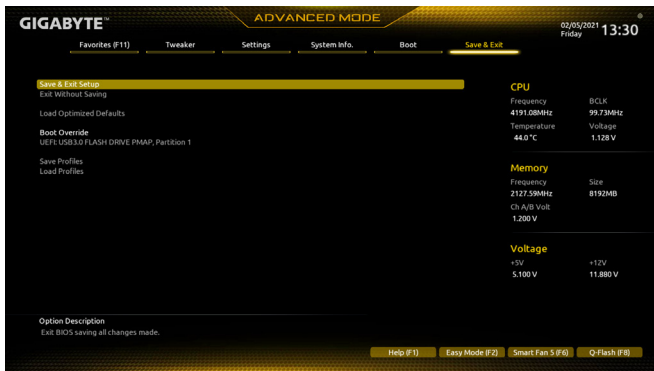 GIGABYTE™
ADVANCED MODE
02/05/2021
Friday
13:30
Favorites (F11) Tweaker Settings System Info. Boot Save & Exit
Save & Exit Setup
Exit Without Saving
Load Optimized Defaults
Boot Override
UEFI: USB3.0 FLASH DRIVE PMAP, Partition 1
Save Profiles
Load Profiles
CPU
Frequency BCLK
4191.08MHz 99.73MHz
Temperature Voltage
44.0 °C 1.128 V
Memory
Frequency Size
2127.59MHz 8192MB
Ch A/B Volt
1.200 V
Voltage
+5V +12V
5.100 V 11.880 V
Option Description
Exit BIOS saving all changes made.
Help (F1) Easy Mode (F2) Smart Fan 5 (F6) Q-Flash (F8)